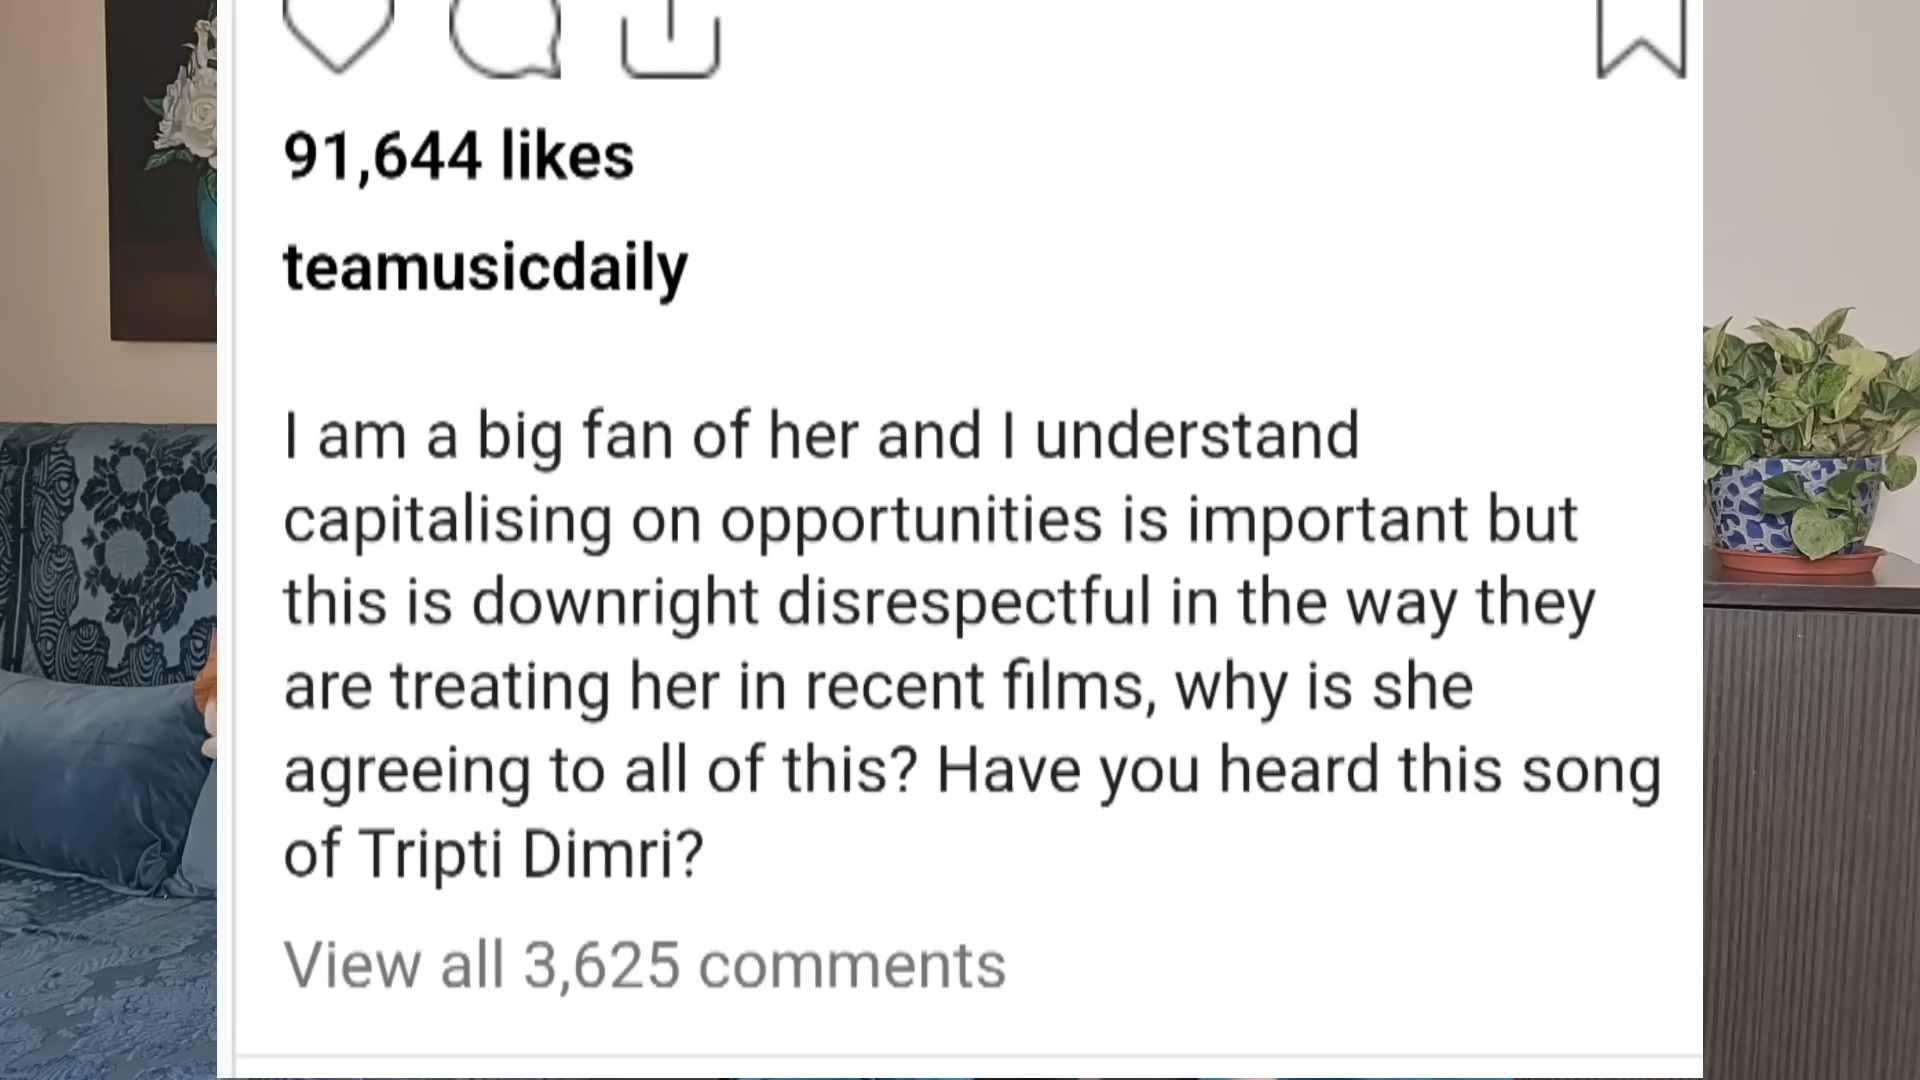 91,644 likes
teamusicdaily
I am a big fan of her and I understand
capitalising on opportunities is important but
this is downright disrespectful in the way they
are treating her in recent films, why is she
agreeing to all of this? Have you heard this song
of Tripti Dimri?
View all 3,625 comments